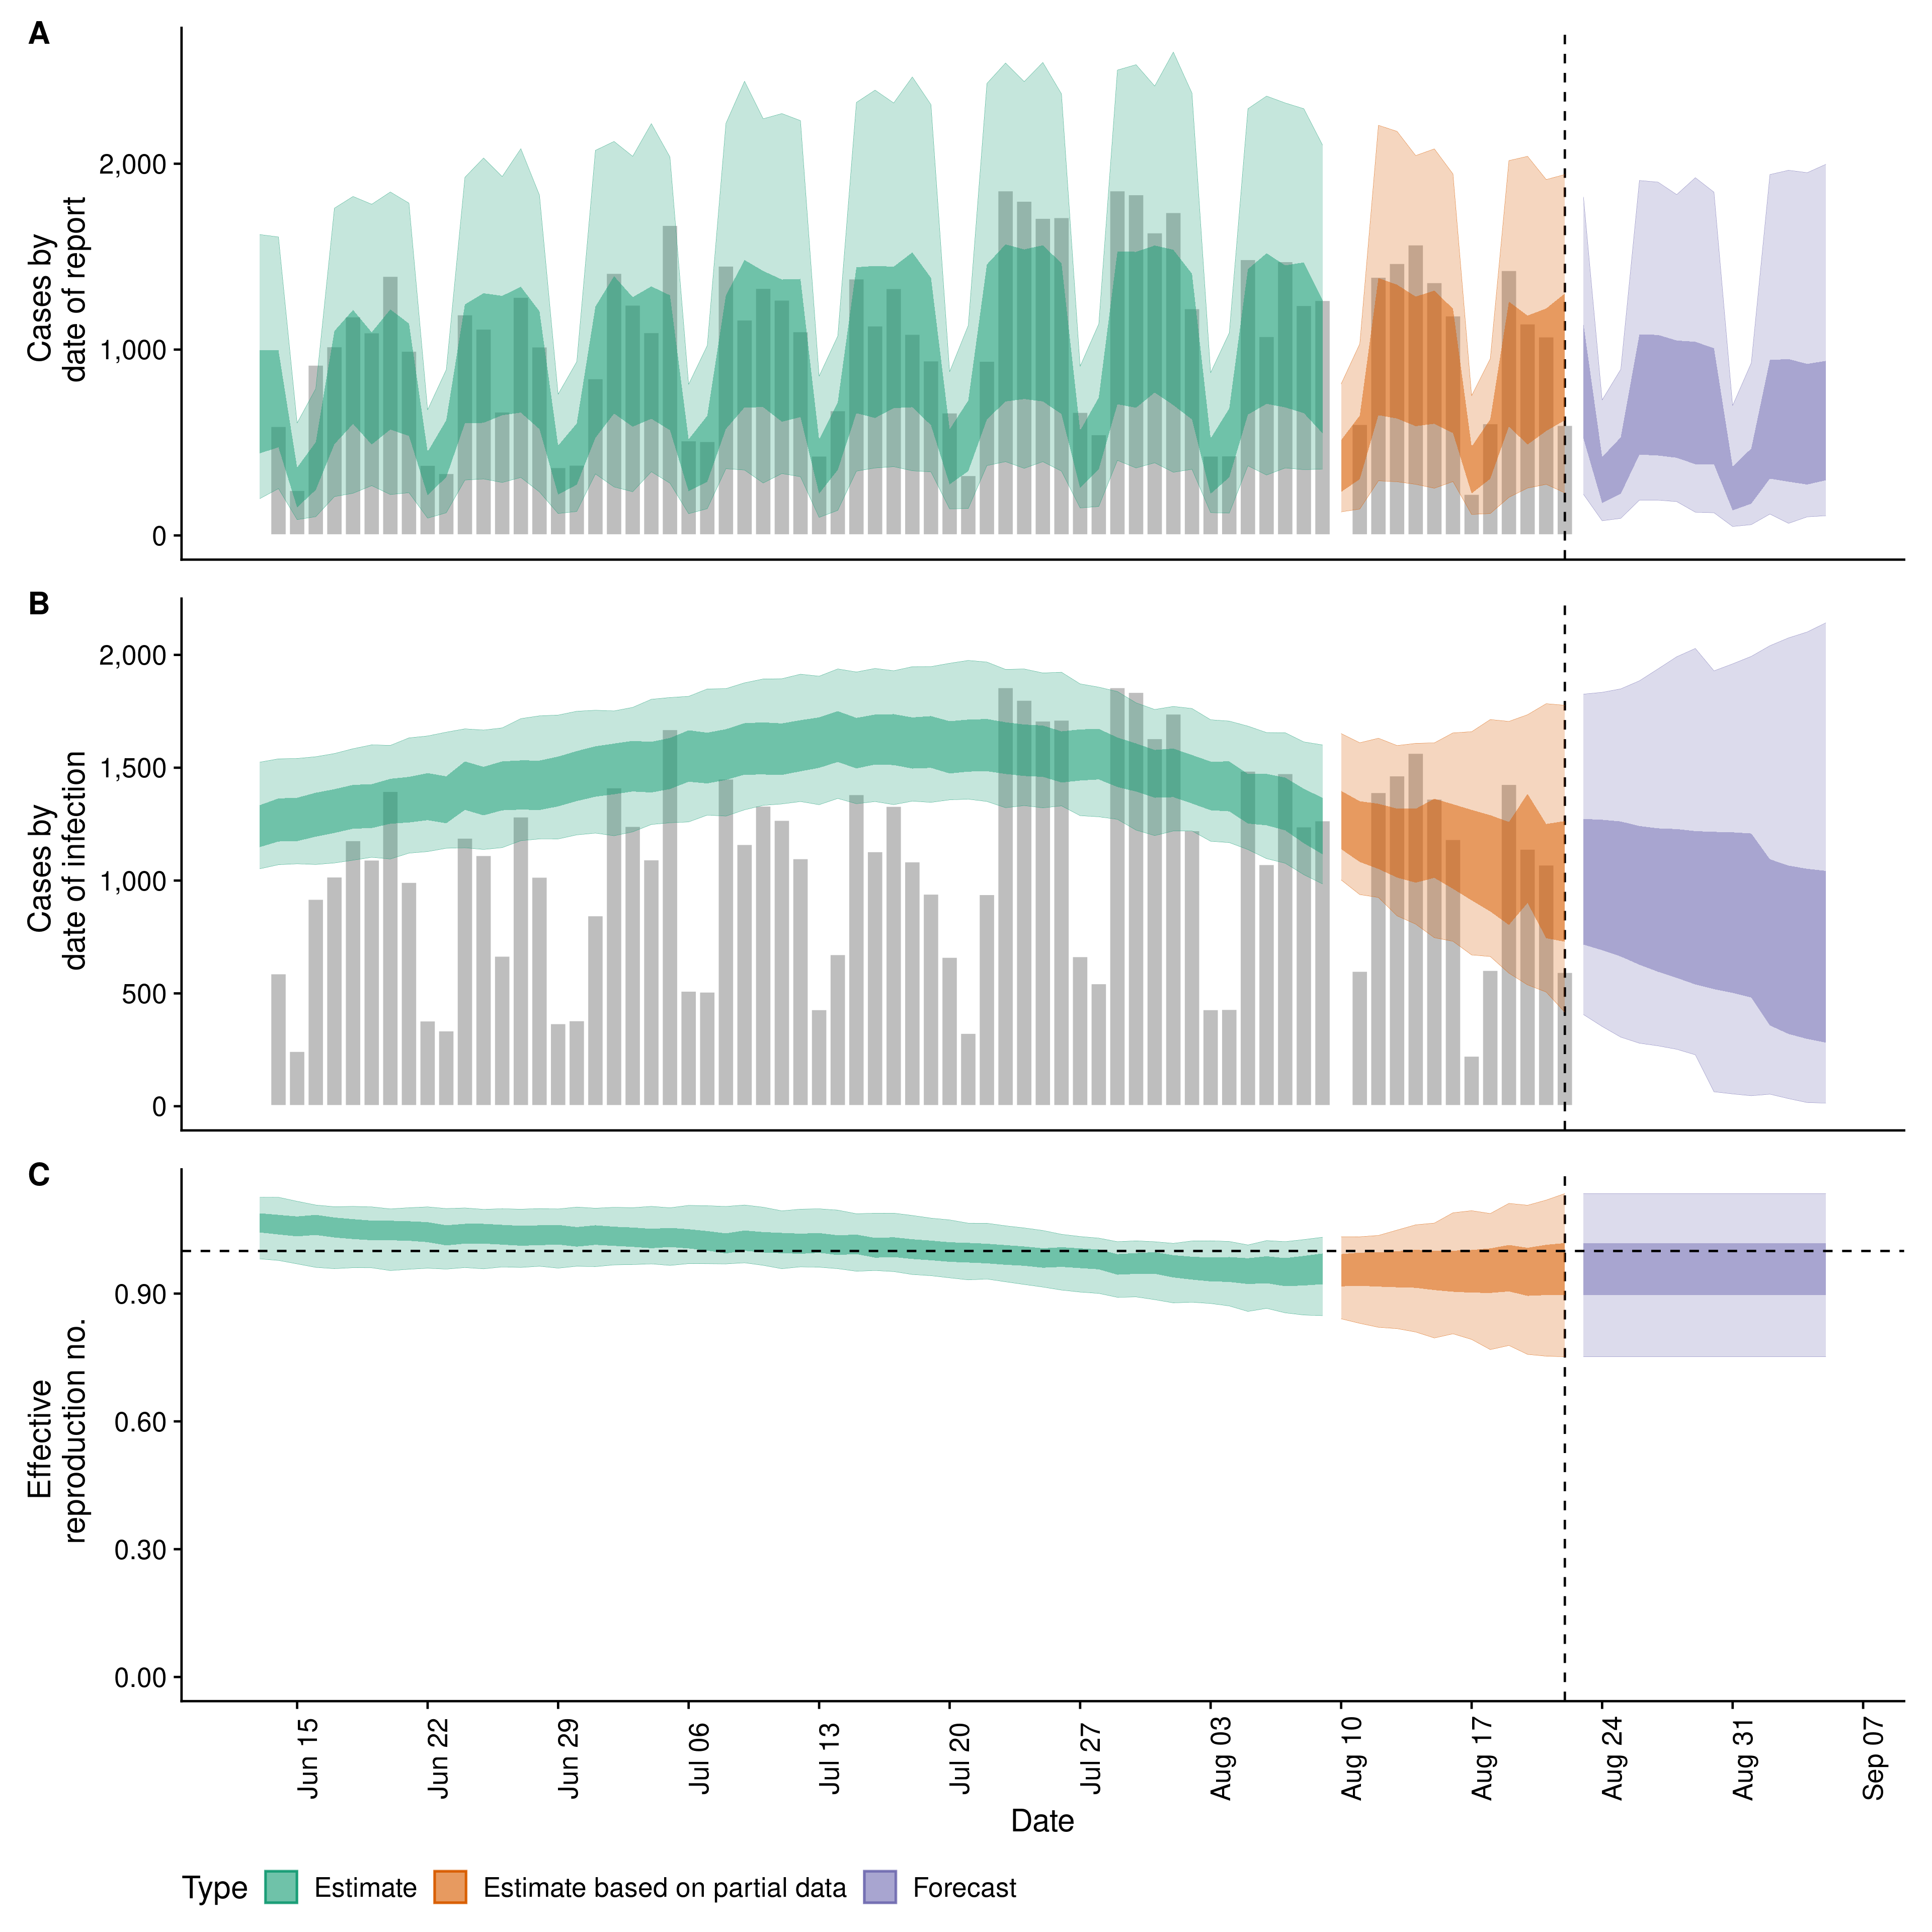 A
Cases by
date of report
2,000
1,000
0
B
Cases by
date of infection
2,000
1,500
1,000
500
0
C
Effective
reproduction no.
0.90
0.60
0.30
0.00
Jun 15
Jun 22
Jun 29
Jul 06
Jul 13
Jul 20
Jul 27
Aug 03
Aug 10
Aug 17
Aug 24
Aug 31
Sep 07
Date
Type Estimate Estimate based on partial data Forecast